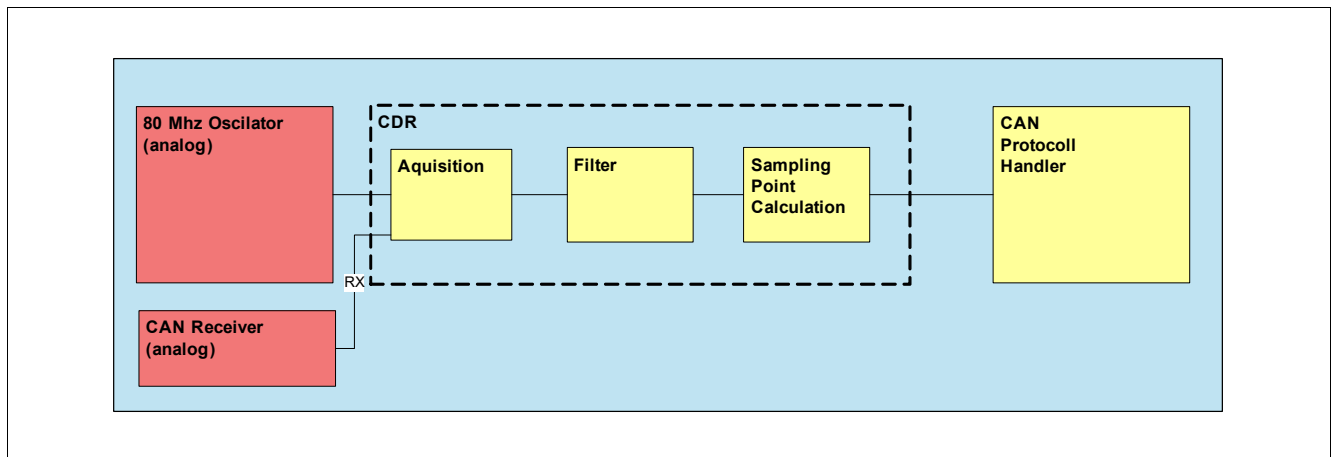 80 Mhz Oscilator
(analog)
CDR
Aquisition
Filter
Sampling
Point
Calculation
CAN
Protocoll
Handler
RX
CAN Receiver
(analog)